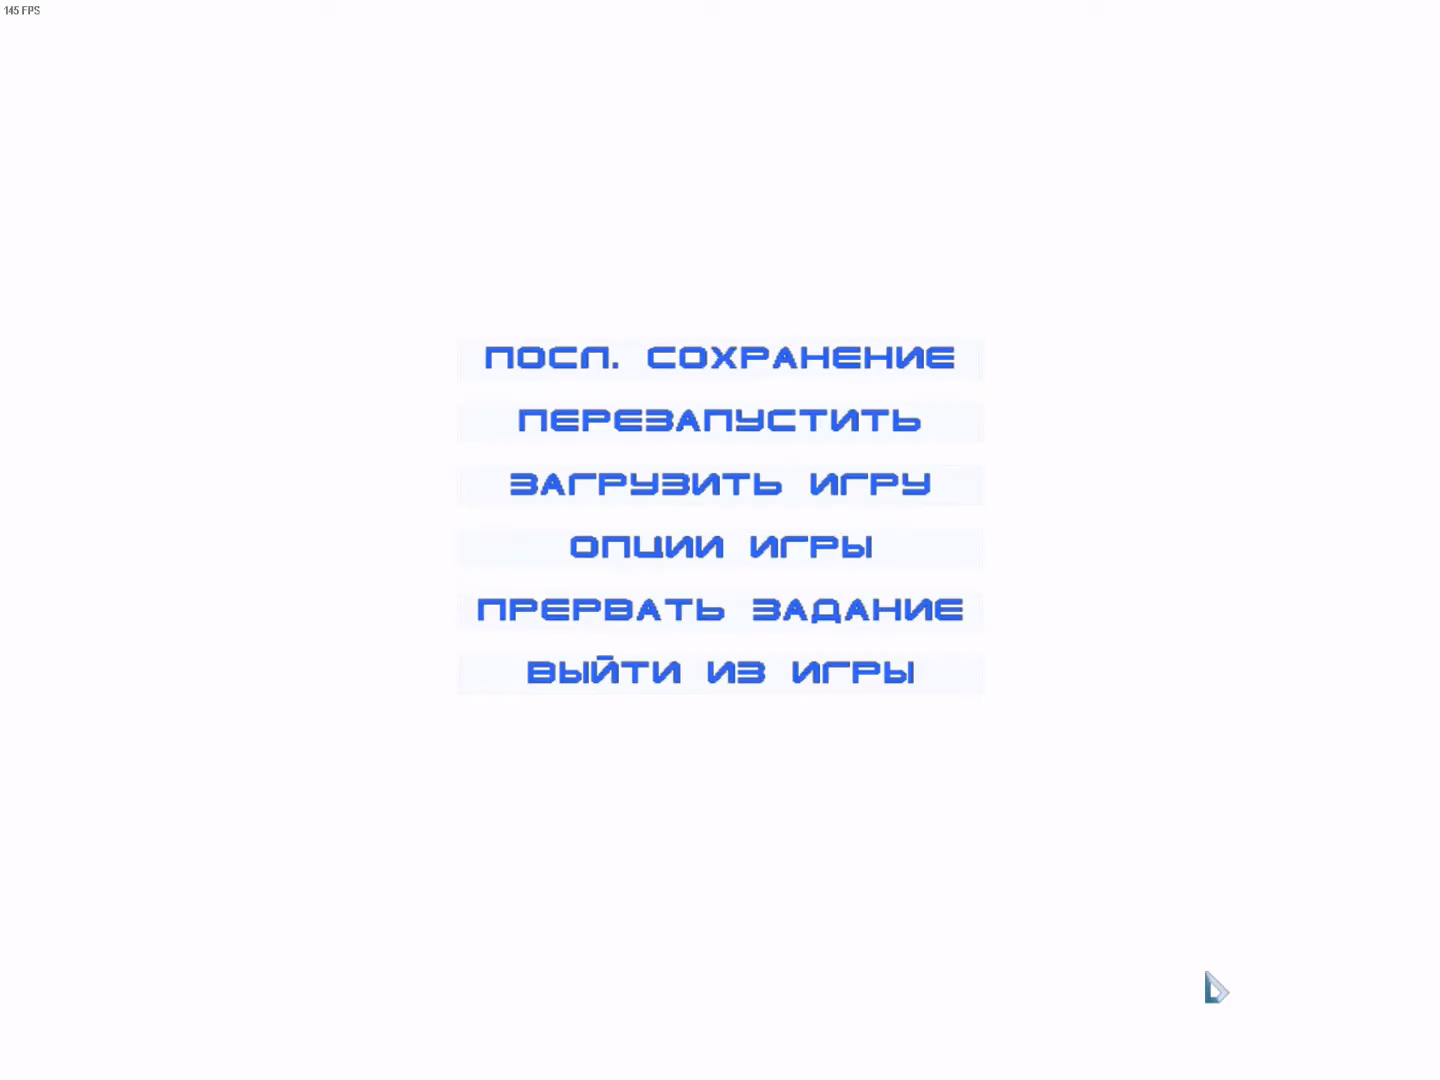 145 FPS
ПОСЛ. СОХРАНЕНИЕ
ПЕРЕЗАПУСТИТЬ
ЗАГРУЗИТЬ ИГРУ
ОПЦИИ ИГРЫ
ПРЕРВАТЬ ЗАДАНИЕ
ВЫЙТИ ИЗ ИГРЫ